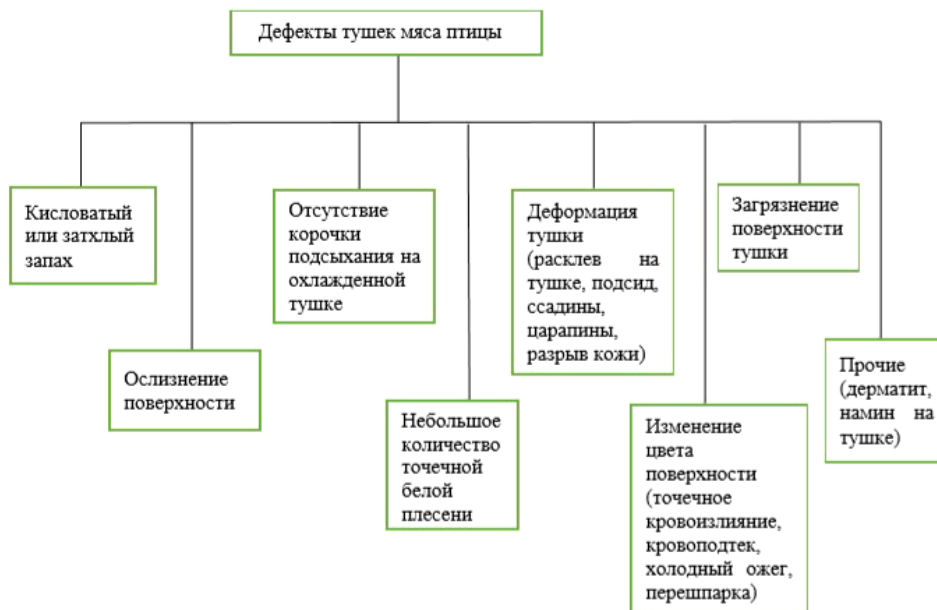 Дефекты тушек мяса птицы
Кисловатый
или затхлый
запах
Ослизнение
поверхности
Отсутствие
корочки
подсыхания на
охлажденной
тушке
Небольшое
количество
точечной
белой
плесени
Деформация
тушки
(расклев на
тушке, подсид,
ссадины,
царапины,
разрыв кожи)
Изменение
цвета
поверхности
(точечное
кровоизлияние,
кровоподтек,
холодный ожег,
перешпарка)
Загрязнение
поверхности
тушки
Прочие
(дерматит,
намин на
тушке)